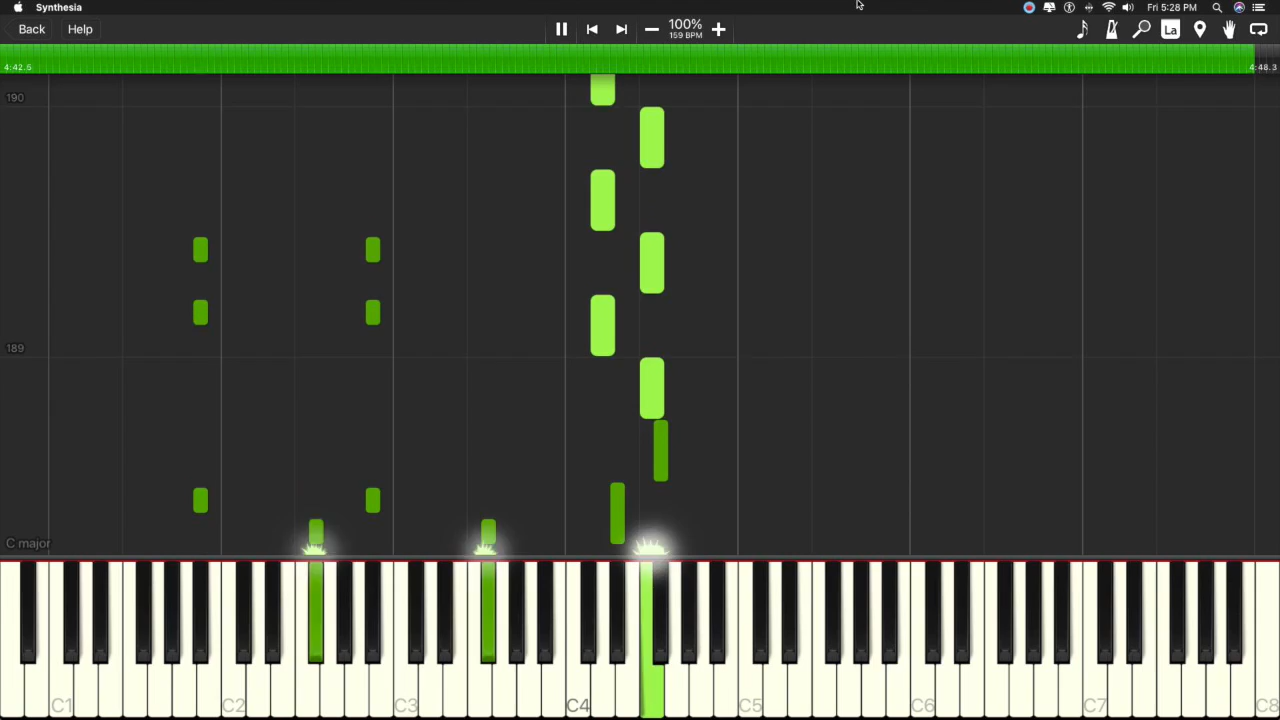 Synthesia
Fri 5:28 PM
Back
Help
100%
159 BPM
La
4:42.5
4:48.3
190
189
C major
C1
C2
C3
C4
C5
C6
C7
C8